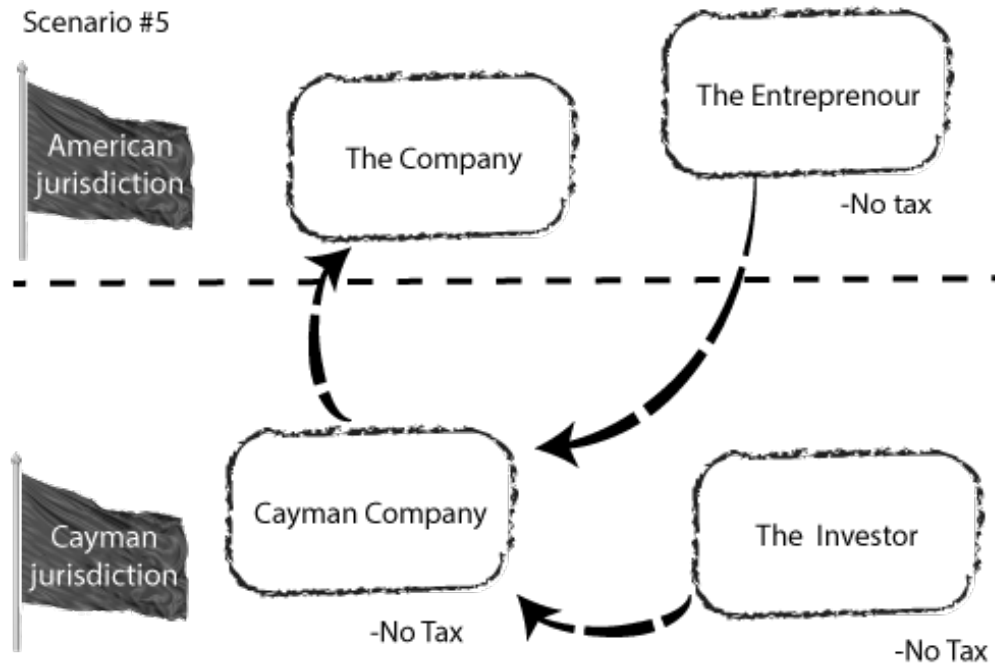 Scenario #5
American
jurisdiction
The Company
The Entreprenour
-No tax
Cayman
jurisdiction
Cayman Company
-No Tax
The Investor
-No Tax